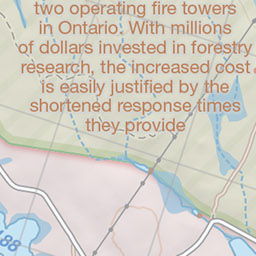 two operating fire towers
in Ontario. With millions
of dollars invested in forestry
research, the increased cost
is easily justified by the
shortened response times
they provide
188